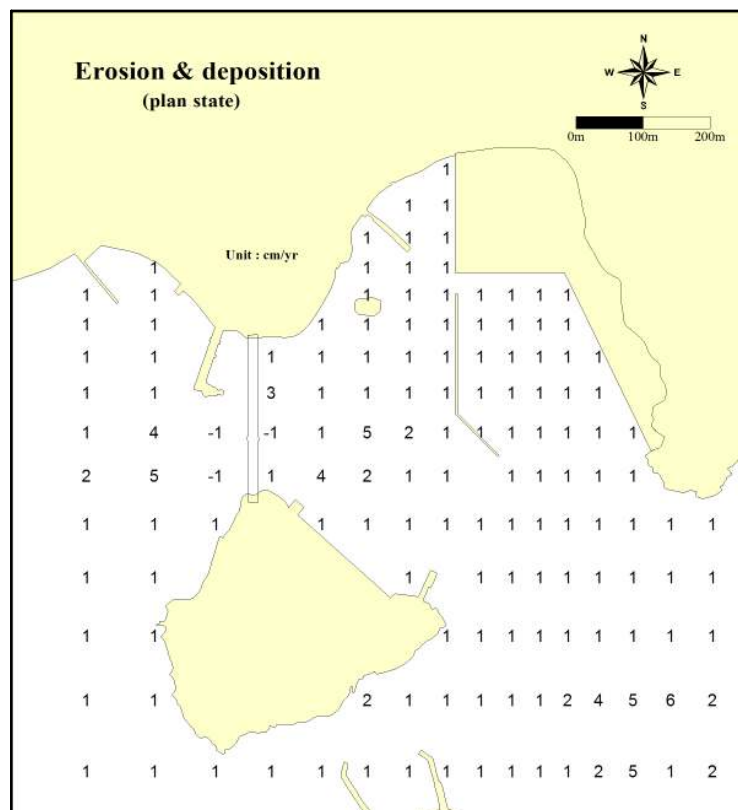 N
Erosion & deposition
W E
(plan state)
S
0m 100m 200m
1
1 1
1 1 1
Unit : cm/yr
1 1 1 1
1 1 1 1 1 1 1 1 1
1 1 1 1 1 1 1 1 1 1
1 1 1 1 1 1 1 1 1 1 1 1
1 1 3 1 1 1 1 1 1 1 1 1
1 4 -1 -1 1 5 2 1 1 1 1 1 1 1
2 5 -1 1 4 2 1 1 1 1 1 1 1
1 1 1 1 1 1 1 1 1 1 1 1 1 1 1
1 1 1 1 1 1 1 1 1 1 1
1 1 1 1 1 1 1 1 1 1 1
1 1 2 1 1 1 1 1 2 4 5 6 2
1 1 1 1 1 1 1 1 1 1 1 1 2 5 1 2